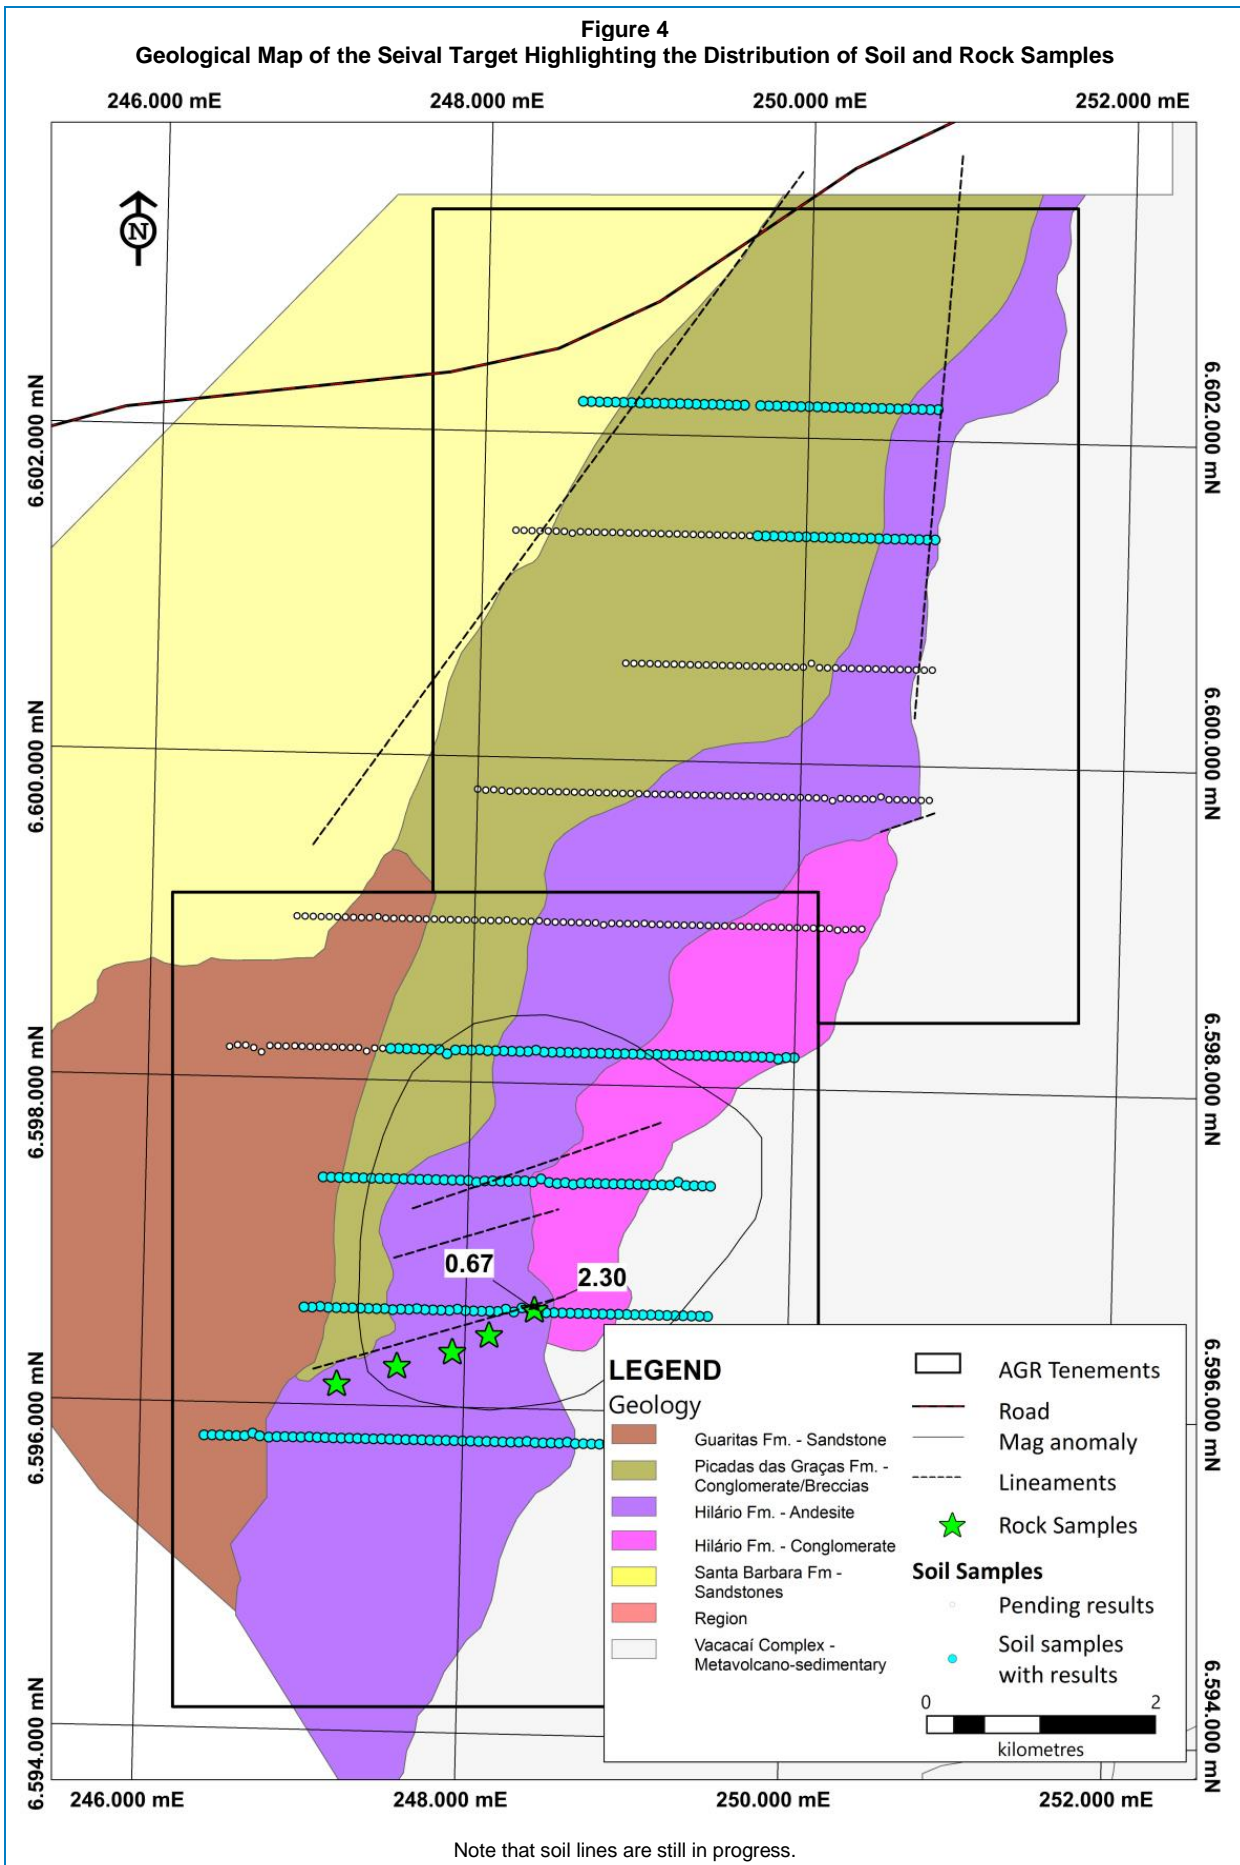 Figure 4
Geological Map of the Seival Target Highlighting the Distribution of Soil and Rock Samples
246.000 mE
248.000 mE
250.000 mE
252.000 mE
N
6.602.000 mN
6.602.000 mN
6.600.000 mN
6.600.000 mN
6.598.000 mN
6.598.000 mN
0.67
2.30
6.596.000 mN
6.596.000 mN
LEGEND
Geology
Guaritas Fm. - Sandstone
Picadas das Graças Fm. -
Conglomerate/Breccias
Hilário Fm. - Andesite
Hilário Fm. - Conglomerate
Santa Barbara Fm -
Sandstones
Region
Vacacaí Complex -
Metavolcano-sedimentary
AGR Tenements
Road
Mag anomaly
Lineaments
Rock Samples
Soil Samples
Pending results
Soil samples
with results
0 2
kilometres
6.594.000 mN
6.594.000 mN
246.000 mE
248.000 mE
250.000 mE
252.000 mE
Note that soil lines are still in progress.